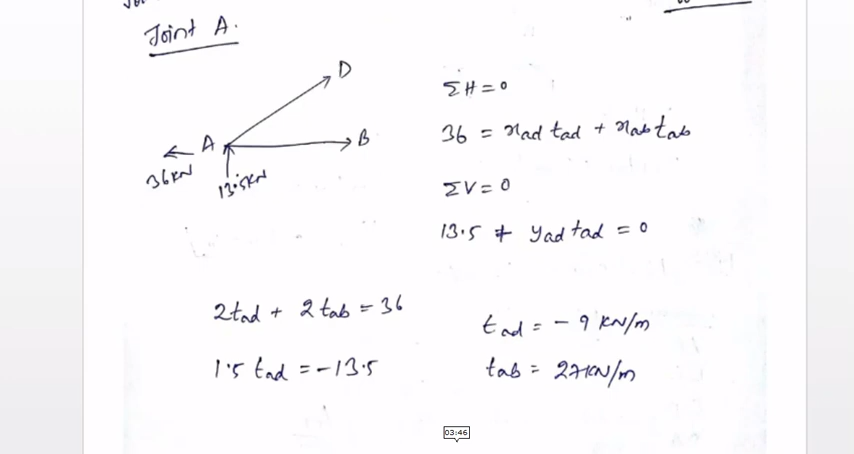 Joint A.
D
A
B
36KN
13.5KN
ΣH = 0
36 = xad tad + xab tab
ΣV = 0
13.5 + yad tad = 0
2tad + 2tab = 36
1.5 tad = -13.5
tad = - 9 KN/m
tab = 27KN/m
03:46